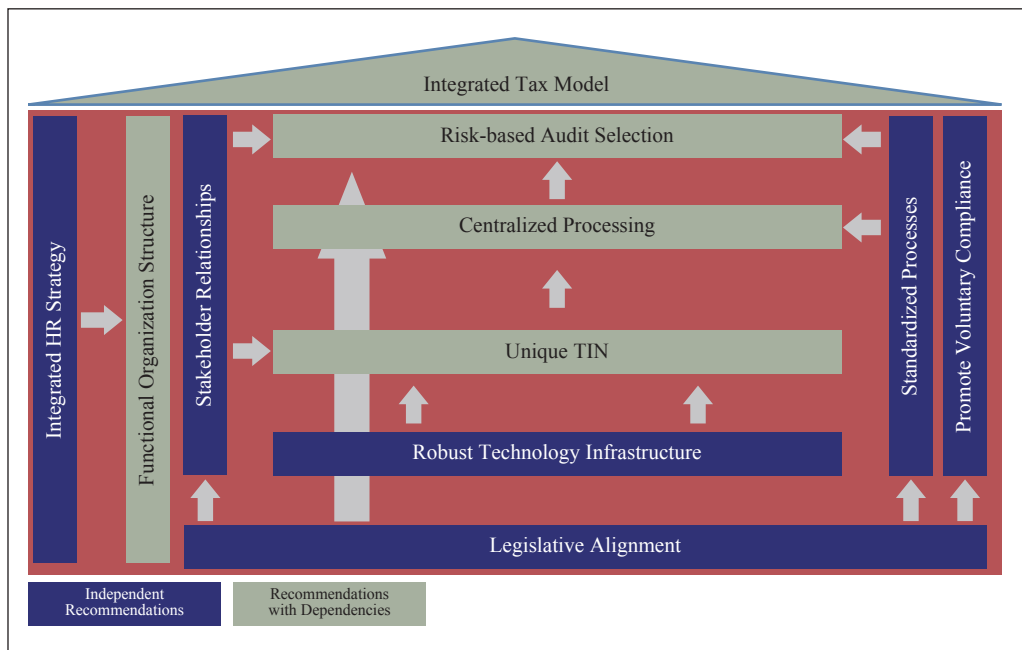 Integrated Tax Model
Integrated HR Strategy
Functional Organization Structure
Stakeholder Relationships
Risk-based Audit Selection
Centralized Processing
Unique TIN
Robust Technology Infrastructure
Legislative Alignment
Standardized Processes
Promote Voluntary Compliance
Independent
Recommendations
Recommendations
with Dependencies